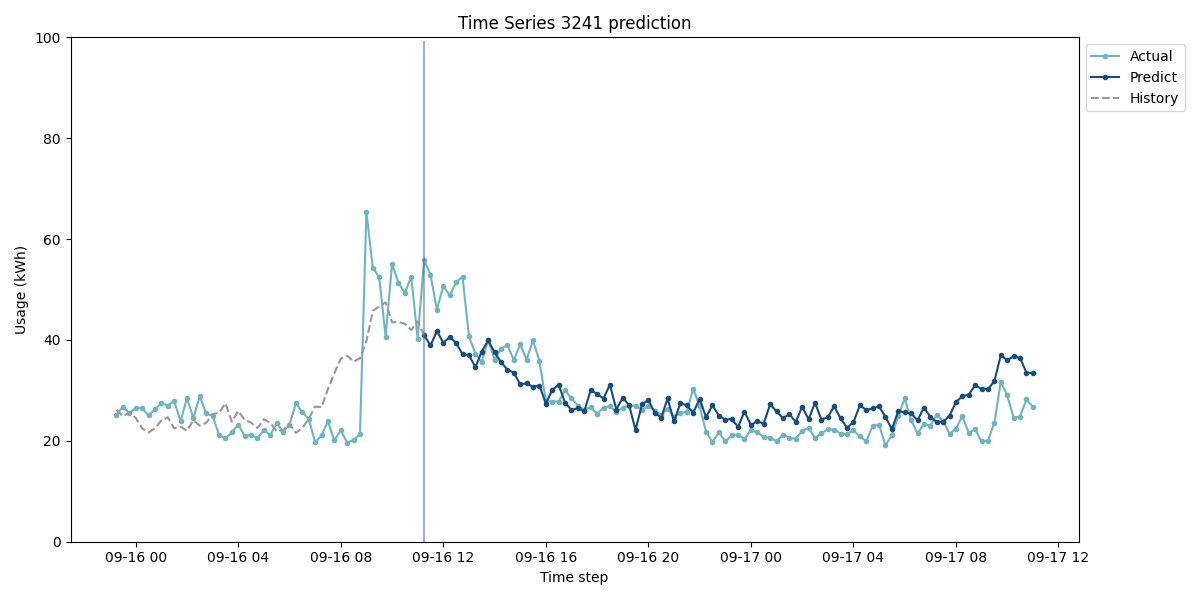 Time Series 3241 prediction
Usage (kWh)
100
80
60
40
20
0
09-16 00
09-16 04
09-16 08
09-16 12
09-16 16
09-16 20
09-17 00
09-17 04
09-17 08
09-17 12
Time step
Actual
Predict
History